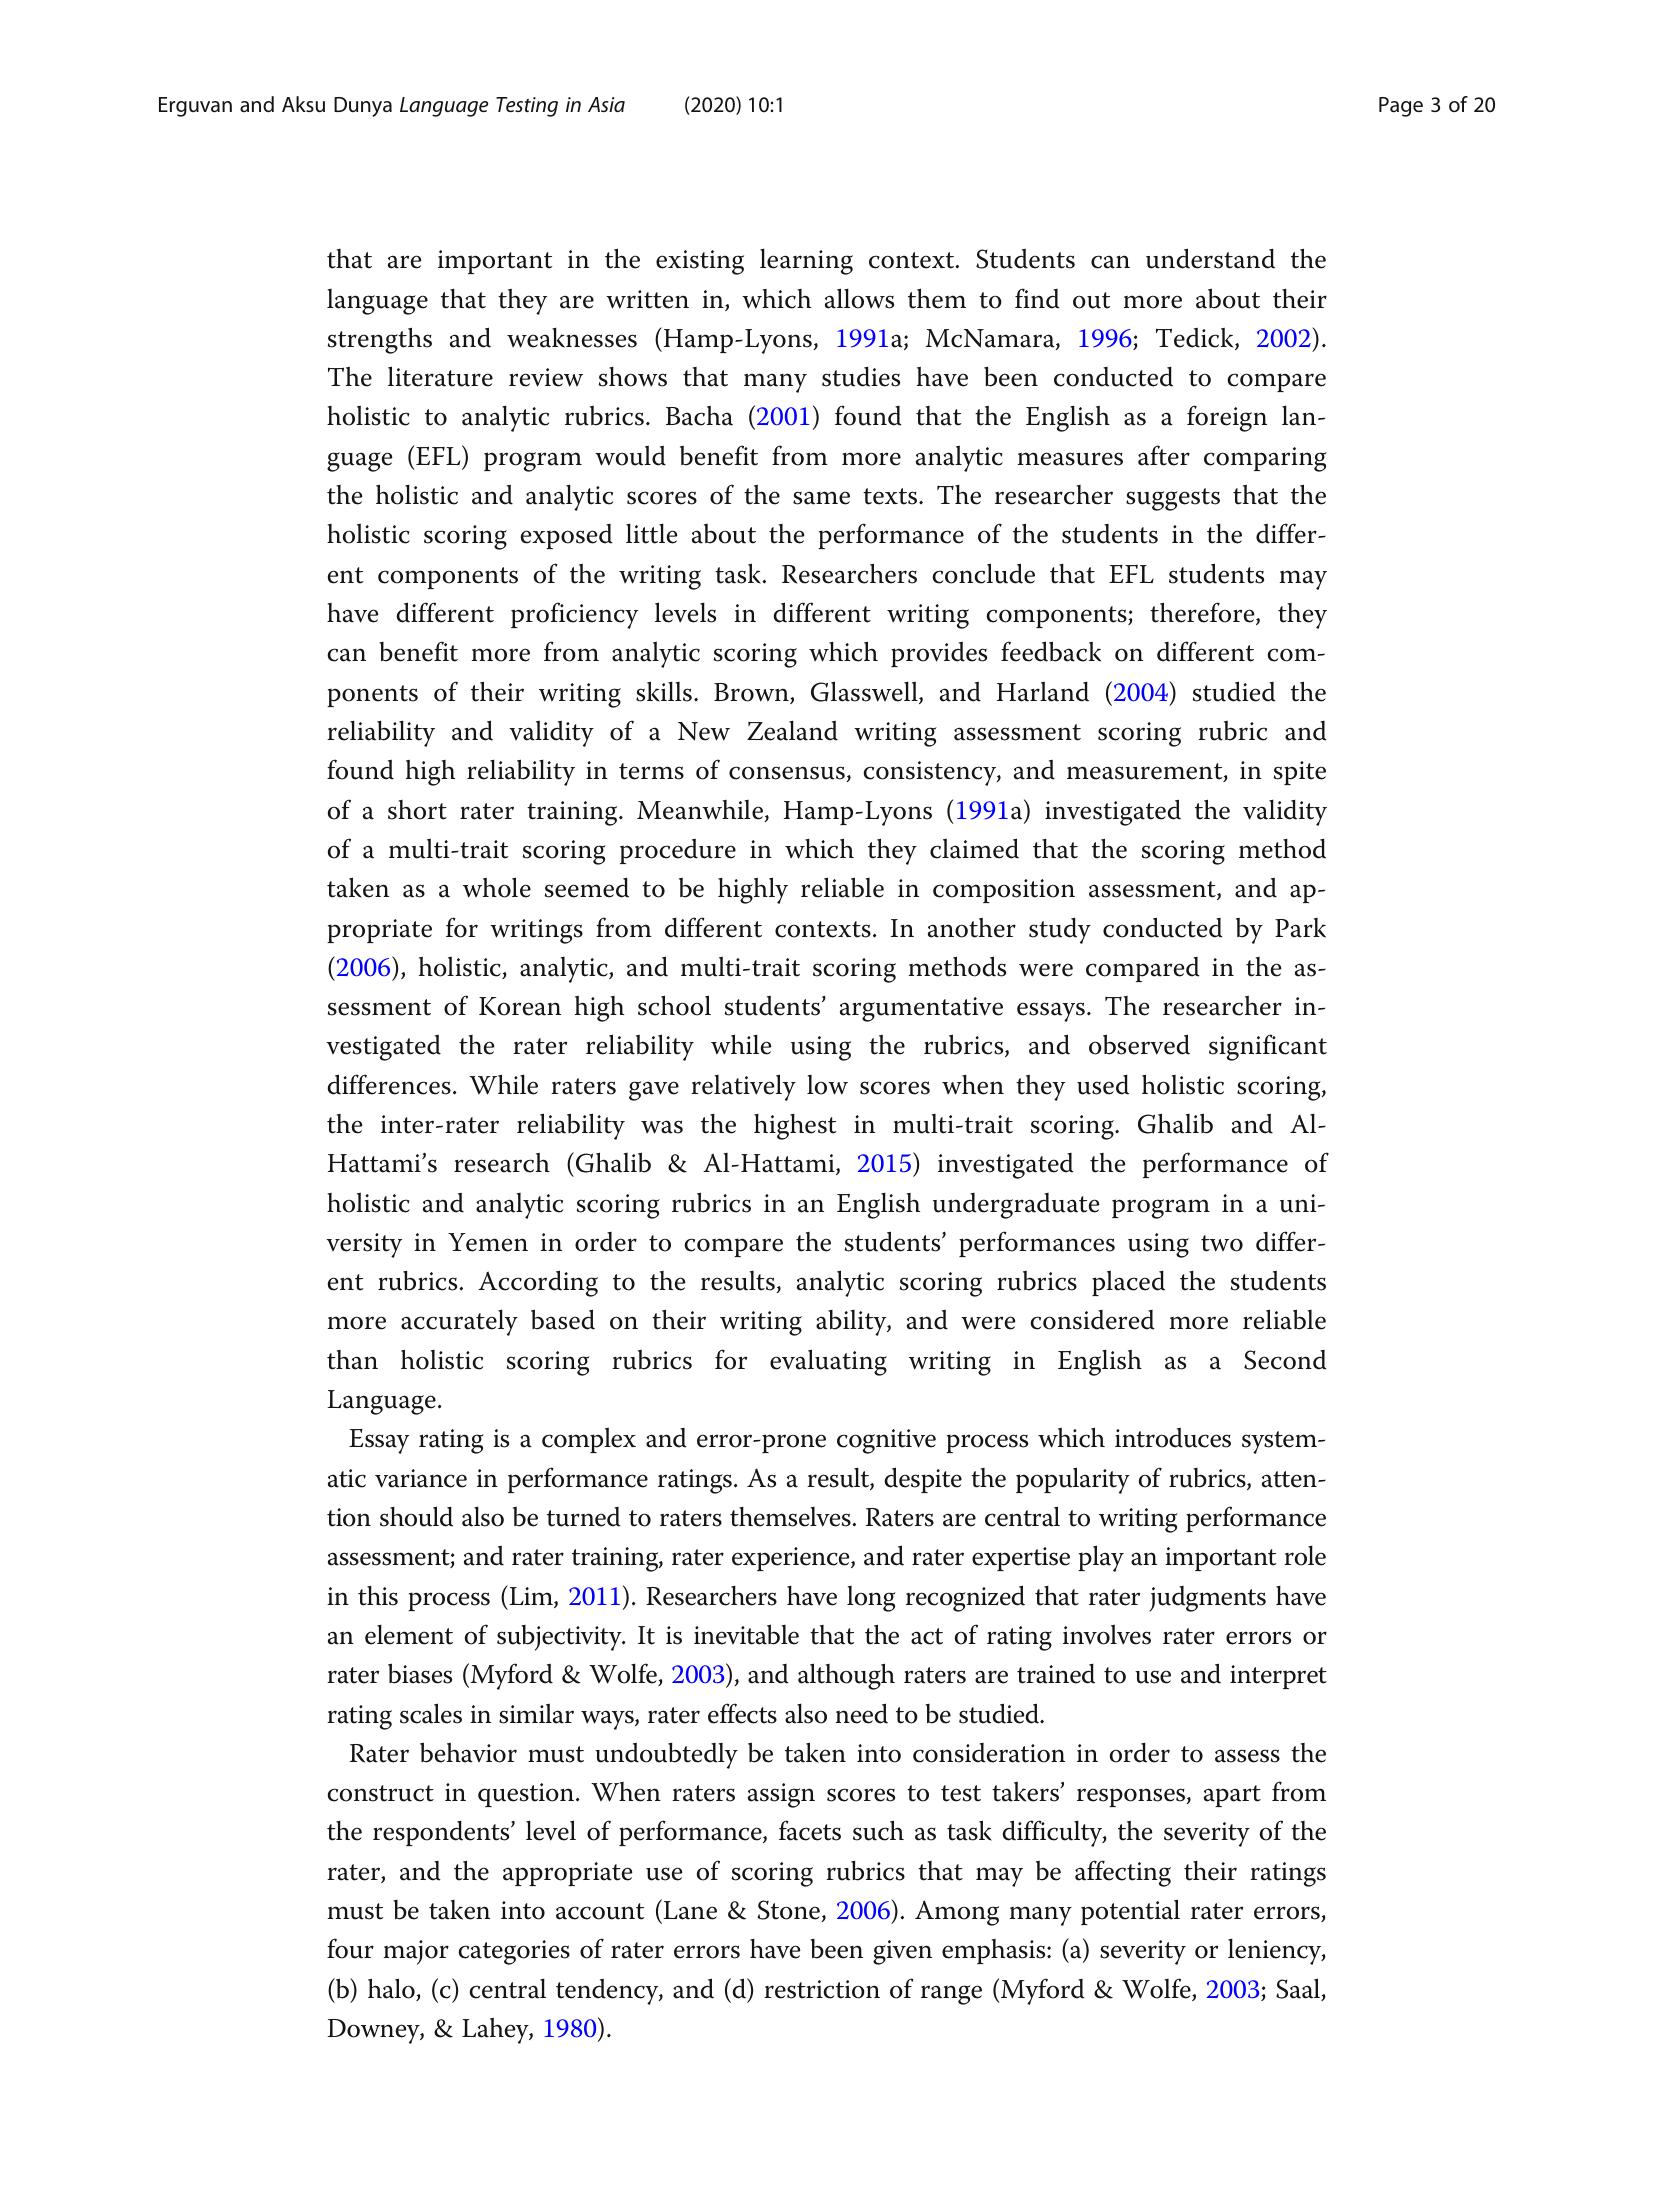 Erguvan and Aksu Dunya Language Testing in Asia (2020) 10:1 Page 3 of 20
that are important in the existing learning context. Students can understand the
language that they are written in, which allows them to find out more about their
strengths and weaknesses (Hamp-Lyons, 1991a; McNamara, 1996; Tedick, 2002).
The literature review shows that many studies have been conducted to compare
holistic to analytic rubrics. Bacha (2001) found that the English as a foreign lan-
guage (EFL) program would benefit from more analytic measures after comparing
the holistic and analytic scores of the same texts. The researcher suggests that the
holistic scoring exposed little about the performance of the students in the differ-
ent components of the writing task. Researchers conclude that EFL students may
have different proficiency levels in different writing components; therefore, they
can benefit more from analytic scoring which provides feedback on different com-
ponents of their writing skills. Brown, Glasswell, and Harland (2004) studied the
reliability and validity of a New Zealand writing assessment scoring rubric and
found high reliability in terms of consensus, consistency, and measurement, in spite
of a short rater training. Meanwhile, Hamp-Lyons (1991a) investigated the validity
of a multi-trait scoring procedure in which they claimed that the scoring method
taken as a whole seemed to be highly reliable in composition assessment, and ap-
propriate for writings from different contexts. In another study conducted by Park
(2006), holistic, analytic, and multi-trait scoring methods were compared in the as-
sessment of Korean high school students’ argumentative essays. The researcher in-
vestigated the rater reliability while using the rubrics, and observed significant
differences. While raters gave relatively low scores when they used holistic scoring,
the inter-rater reliability was the highest in multi-trait scoring. Ghalib and Al-
Hattami’s research (Ghalib & Al-Hattami, 2015) investigated the performance of
holistic and analytic scoring rubrics in an English undergraduate program in a uni-
versity in Yemen in order to compare the students’ performances using two differ-
ent rubrics. According to the results, analytic scoring rubrics placed the students
more accurately based on their writing ability, and were considered more reliable
than holistic scoring rubrics for evaluating writing in English as a Second
Language.
Essay rating is a complex and error-prone cognitive process which introduces system-
atic variance in performance ratings. As a result, despite the popularity of rubrics, atten-
tion should also be turned to raters themselves. Raters are central to writing performance
assessment; and rater training, rater experience, and rater expertise play an important role
in this process (Lim, 2011). Researchers have long recognized that rater judgments have
an element of subjectivity. It is inevitable that the act of rating involves rater errors or
rater biases (Myford & Wolfe, 2003), and although raters are trained to use and interpret
rating scales in similar ways, rater effects also need to be studied.
Rater behavior must undoubtedly be taken into consideration in order to assess the
construct in question. When raters assign scores to test takers’ responses, apart from
the respondents’ level of performance, facets such as task difficulty, the severity of the
rater, and the appropriate use of scoring rubrics that may be affecting their ratings
must be taken into account (Lane & Stone, 2006). Among many potential rater errors,
four major categories of rater errors have been given emphasis: (a) severity or leniency,
(b) halo, (c) central tendency, and (d) restriction of range (Myford & Wolfe, 2003; Saal,
Downey, & Lahey, 1980).